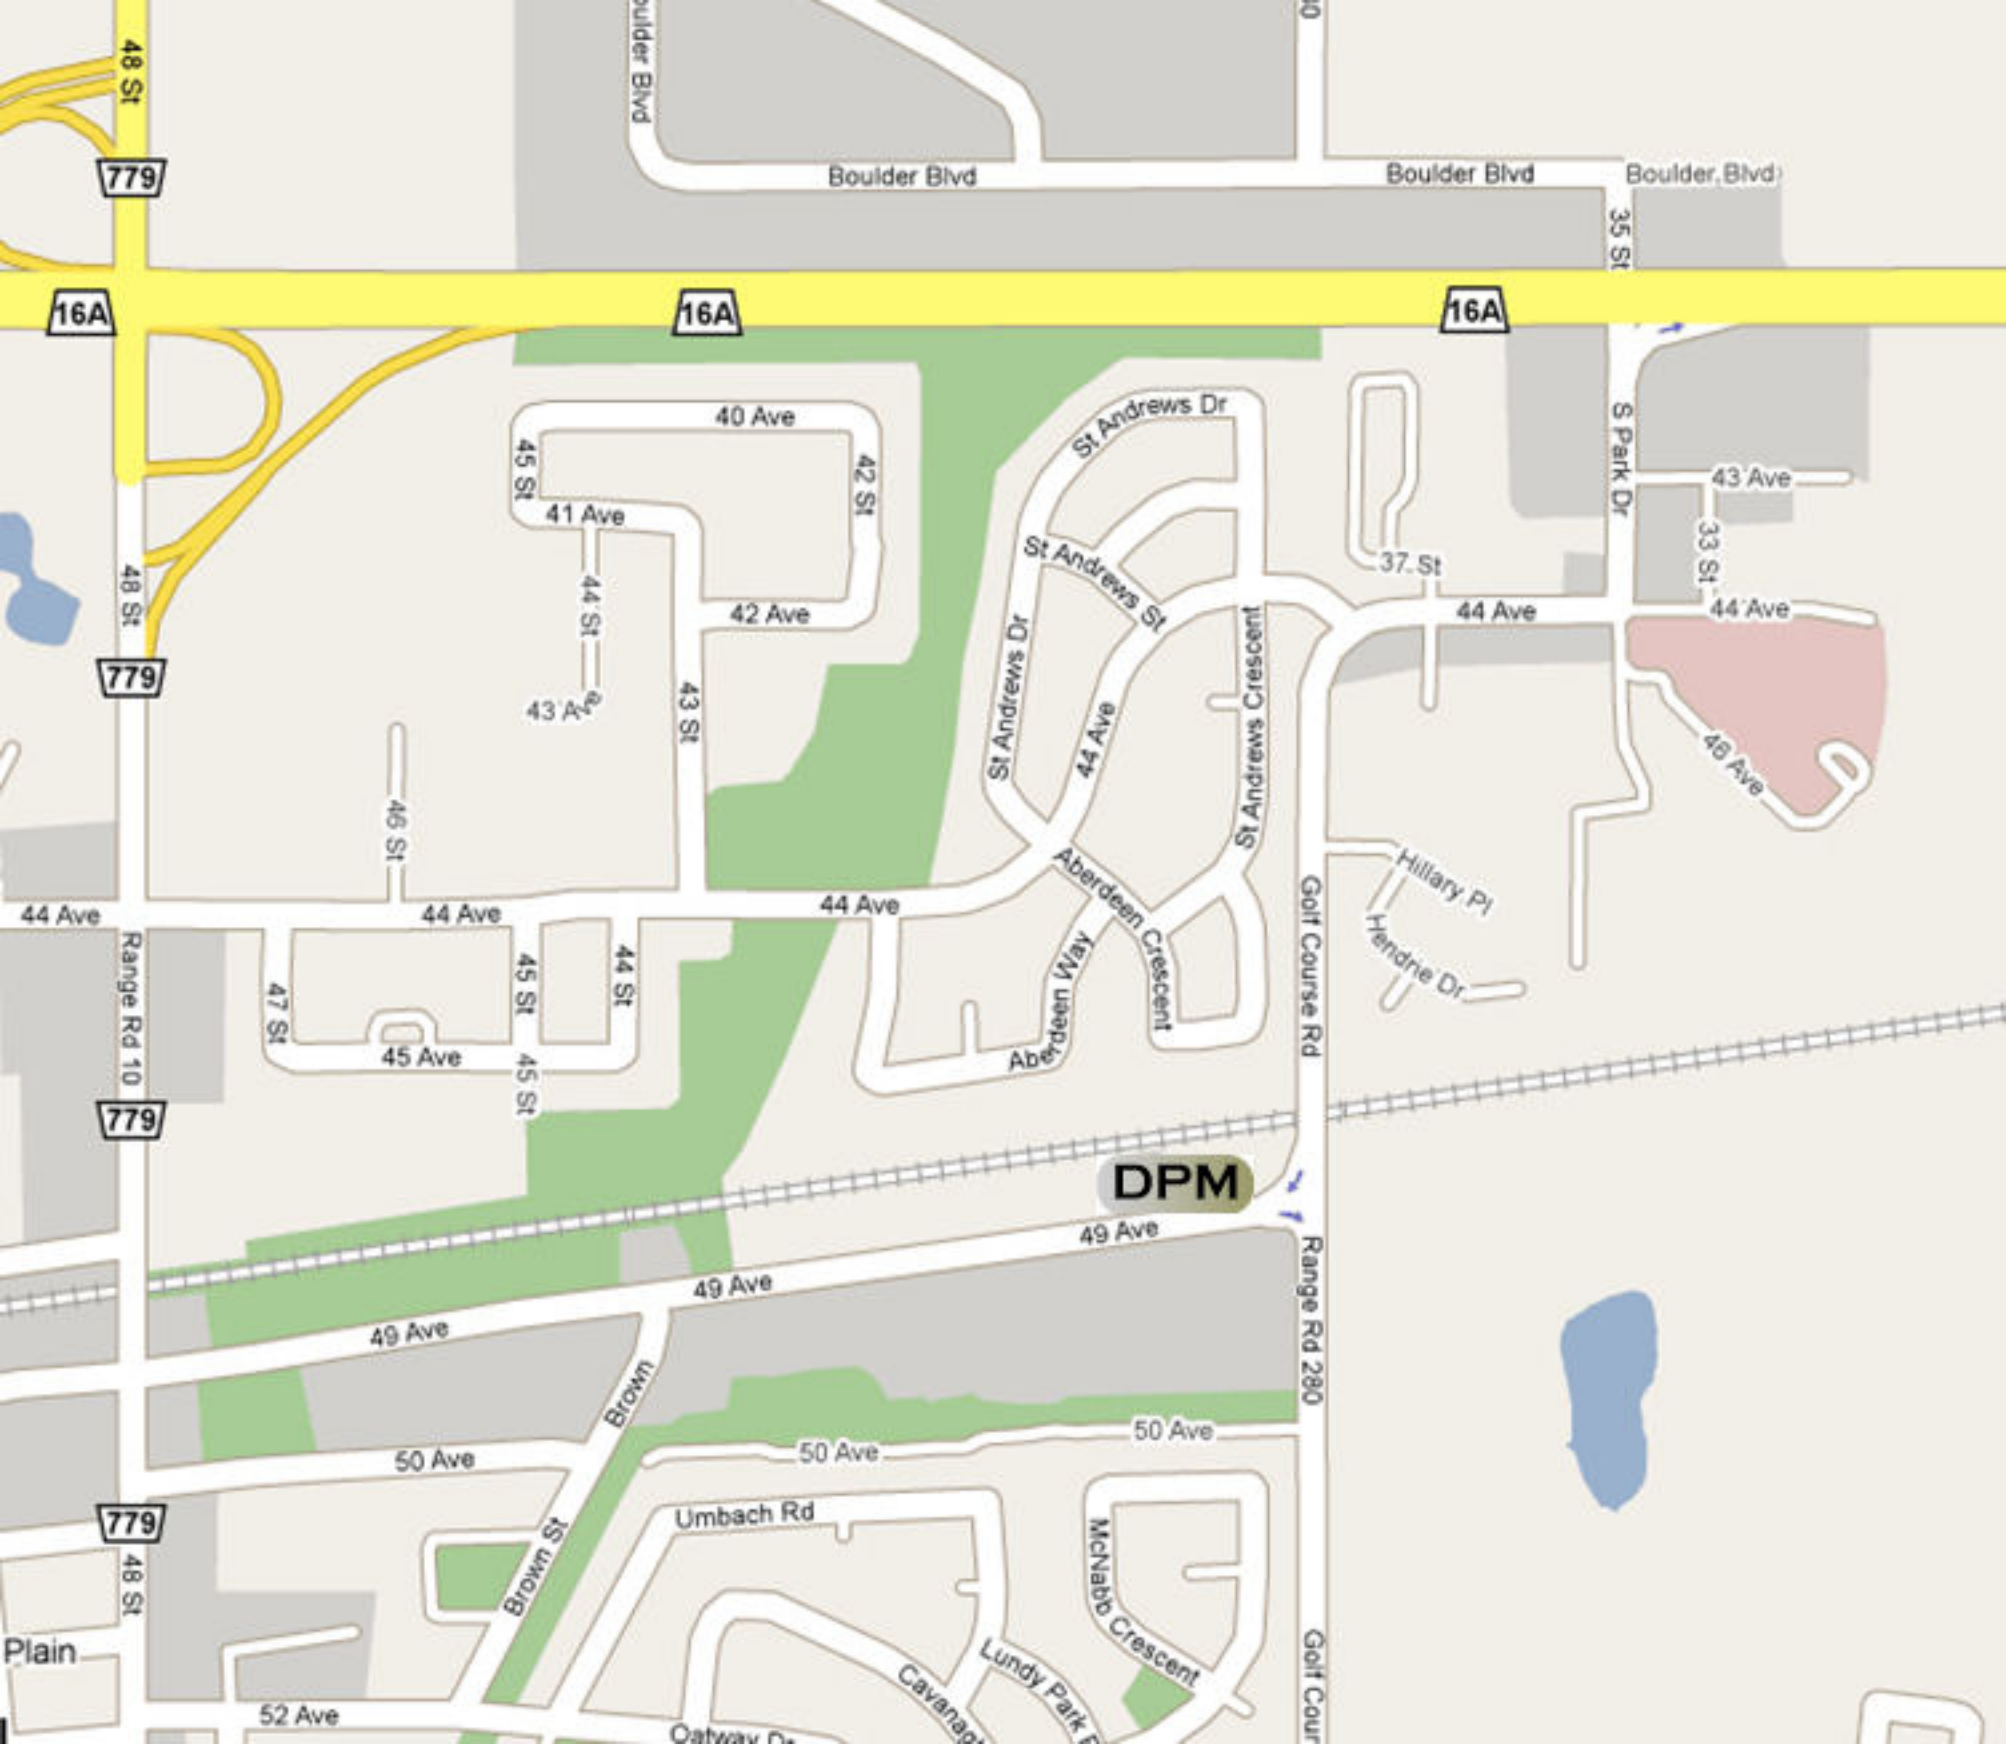 48 St
Boulder Blvd
779
Boulder Blvd
Boulder Blvd
Boulder Blvd
35 St
16A
16A
16A
40 Ave
St Andrews Dr
S Park Dr
45 St
42 St
43 Ave
41 Ave
33 St
St Andrews St
37 St
48 St
44 St
42 Ave
44 Ave
44 Ave
779
43 Ave
43 St
St Andrews Dr
44 Ave
St Andrews Crescent
48 Ave
46 St
Aberdeen Crescent
Hillary Pl
44 Ave
44 Ave
44 Ave
Golf Course Rd
Hendrie Dr
Range Rd 10
47 St
45 St
44 St
Aberdeen Way
45 Ave
45 St
779
DPM
49 Ave
49 Ave
49 Ave
Range Rd 280
Brown
50 Ave
50 Ave
50 Ave
779
Umbach Rd
48 St
Brown St
McNabb Crescent
Plain
Lundy Park
Cavanagh
Golf Cour
52 Ave
Oatway Dr